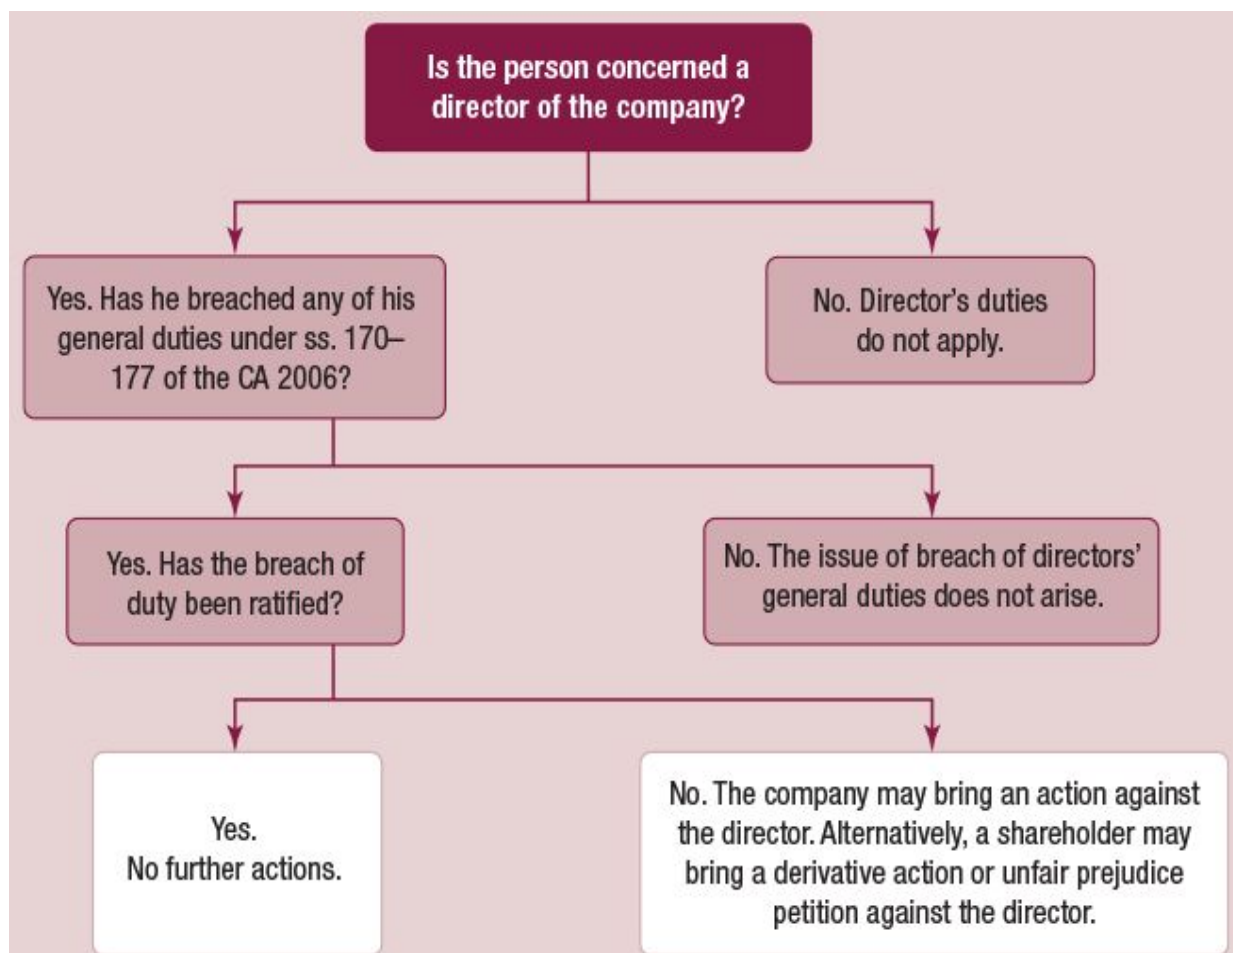 Is the person concerned a
director of the company?
Yes. Has he breached any of his
general duties under ss. 170–
177 of the CA 2006?
No. Director’s duties
do not apply.
Yes. Has the breach of
duty been ratified?
No. The issue of breach of directors’
general duties does not arise.
Yes.
No further actions.
No. The company may bring an action against
the director. Alternatively, a shareholder may
bring a derivative action or unfair prejudice
petition against the director.